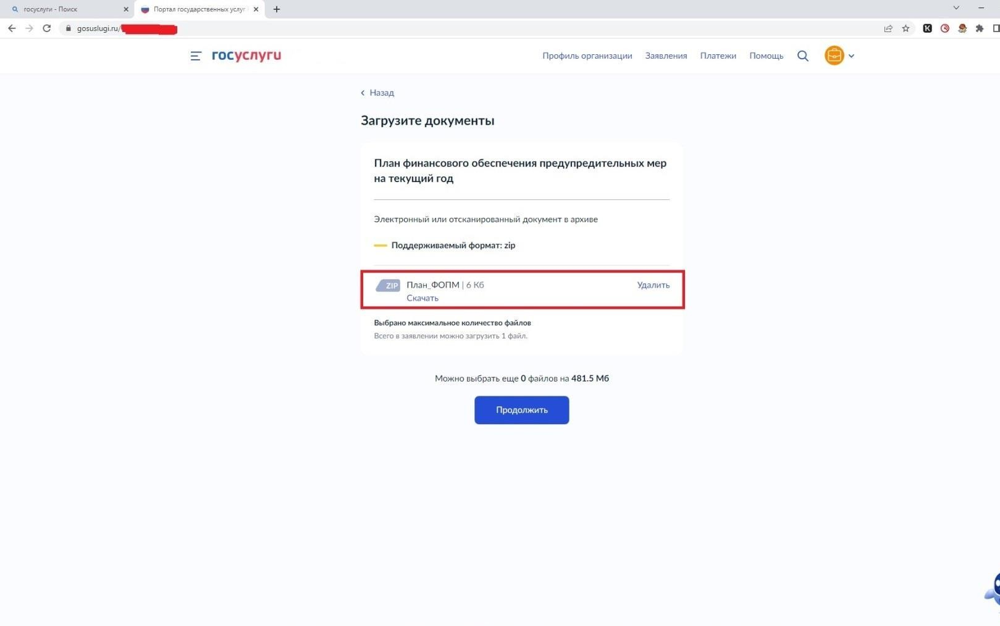 госуслуги - Поиск
Портал государственных услуг
gosuslugi.ru/
госуслуги
Профиль организации
Заявления
Платежи
Помощь
Назад
Загрузите документы
План финансового обеспечения предупредительных мер
на текущий год
Электронный или отсканированный документ в архиве
Поддерживаемый формат: zip
ZIP План_ФОПМ | 6 Кб Удалить
Скачать
Выбрано максимальное количество файлов
Всего в заявлении можно загрузить 1 файл.
Можно выбрать еще 0 файлов на 481.5 Мб
Продолжить